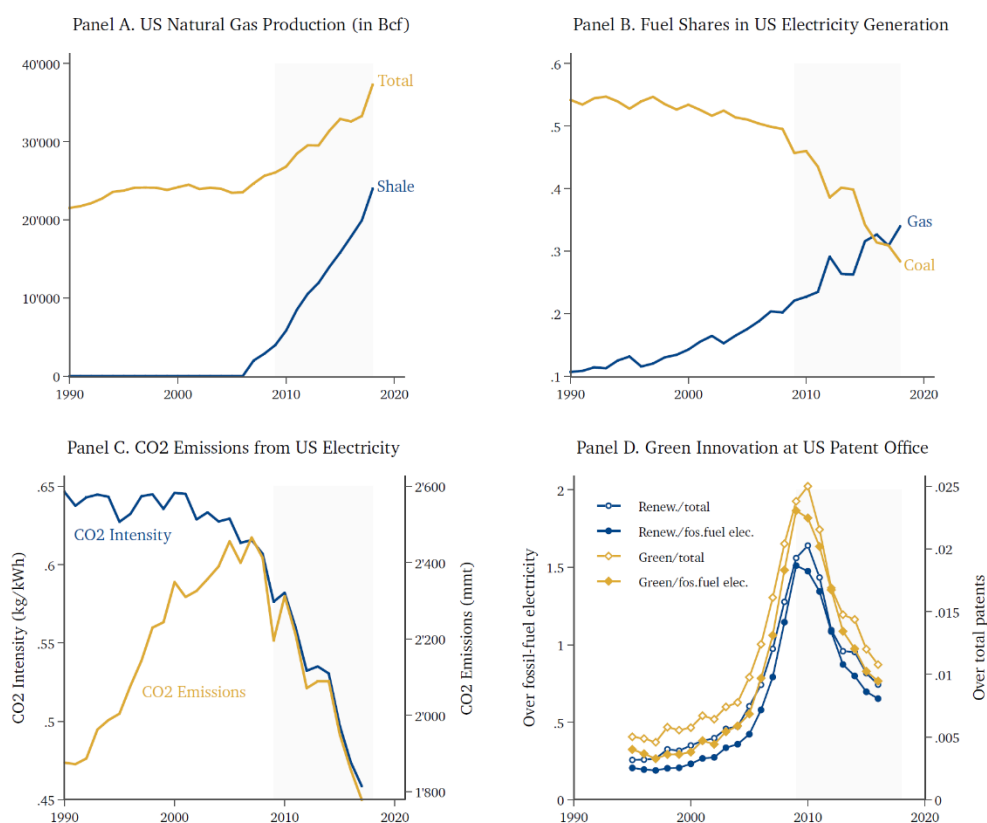 Panel A. US Natural Gas Production (in Bcf)
40'000
30'000
20'000
10'000
0
1990
2000
2010
2020
Total
Shale
Panel B. Fuel Shares in US Electricity Generation
.6
.5
.4
.3
.2
.1
1990
2000
2010
2020
Gas
Coal
Panel C. CO2 Emissions from US Electricity
CO2 Intensity (kg/kWh)
.65
.6
.55
.5
.45
1990
2000
2010
2020
CO2 Intensity
CO2 Emissions
2'600
2'400
2'200
2'000
1'800
CO2 Emissions (mmt)
Panel D. Green Innovation at US Patent Office
Over fossil-fuel electricity
2
1.5
1
.5
0
1990
2000
2010
2020
Renew./total
Renew./fos.fuel elec.
Green/total
Green/fos.fuel elec.
.025
.02
.015
.01
.005
0
Over total patents